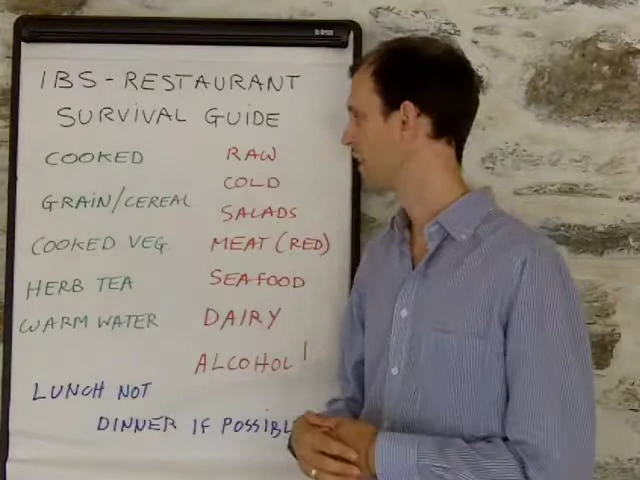 IBS - RESTAURANT
SURVIVAL GUIDE
COOKED
GRAIN/CEREAL
COOKED VEG.
HERB TEA
WARM WATER
RAW
COLD
SALADS
MEAT (RED)
SEAFOOD
DAIRY
ALCOHOL!
LUNCH NOT
DINNER IF POSSIBL